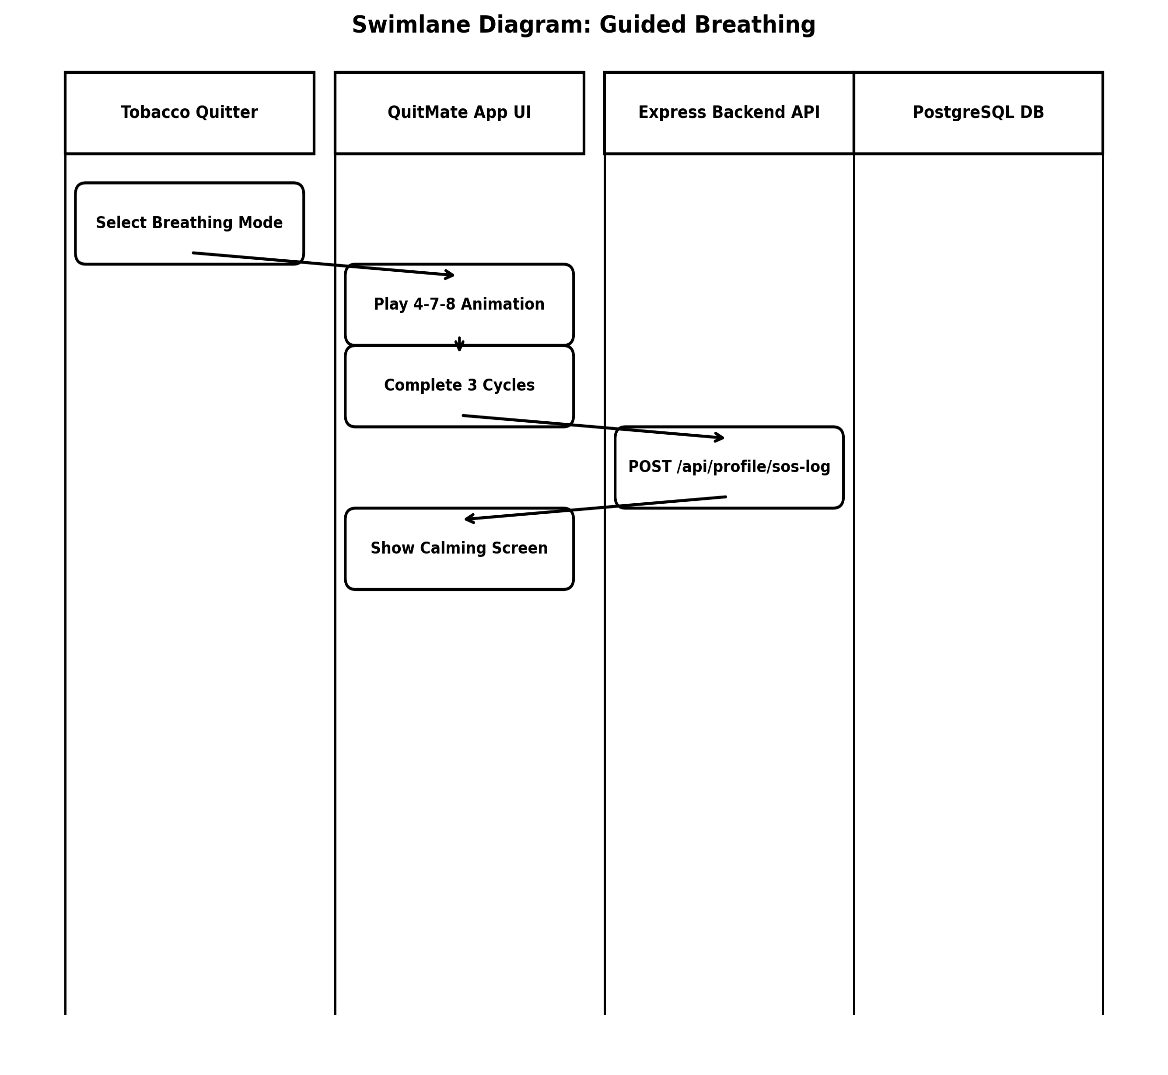 Swimlane Diagram: Guided Breathing
Tobacco Quitter
QuitMate App UI
Express Backend API
PostgreSQL DB
Select Breathing Mode
Play 4-7-8 Animation
Complete 3 Cycles
POST /api/profile/sos-log
Show Calming Screen